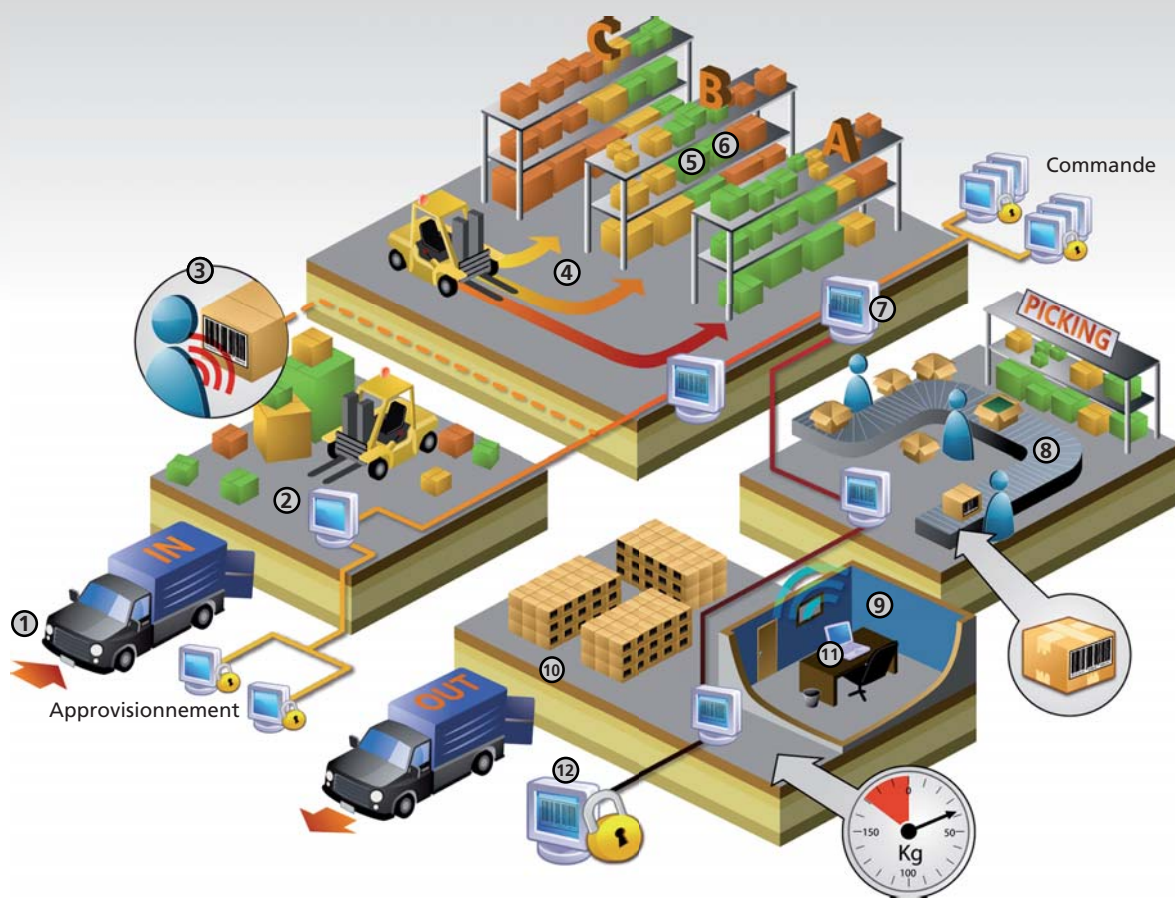 C
B
A
⑥
⑤
Commande
③
④
⑦
PICKING
⑧
②
IN
①
⑨
⑪
⑩
Approvisionnement
OUT
⑫
0
150
50
Kg
100